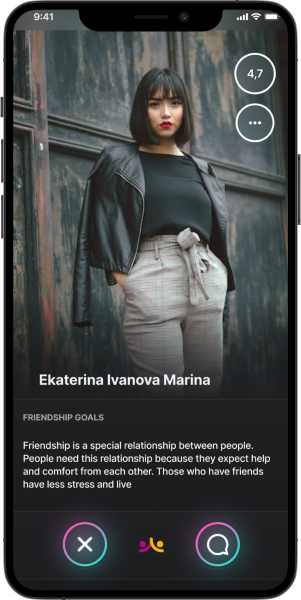 9:41
4,7
Ekaterina Ivanova Marina
FRIENDSHIP GOALS
Friendship is a special relationship between people.
People need this relationship because they expect help
and comfort from each other. Those who have friends
have less stress and live